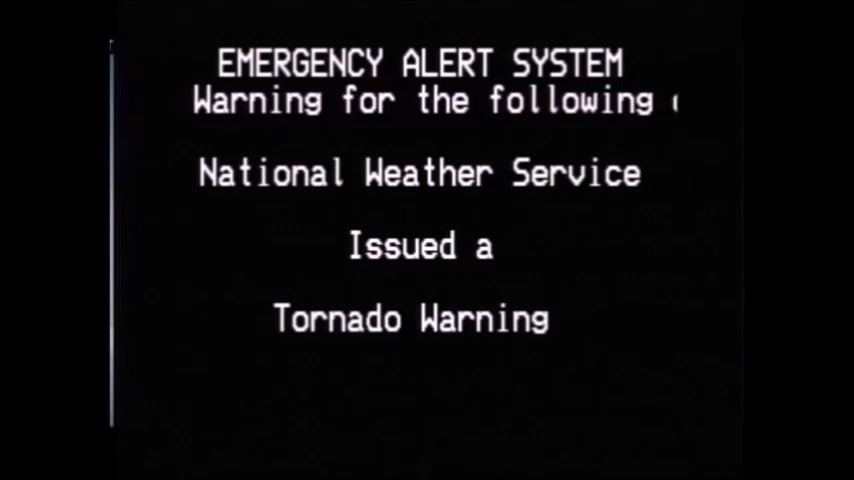 EMERGENCY ALERT SYSTEM
Warning for the following
National Weather Service
Issued a
Tornado Warning